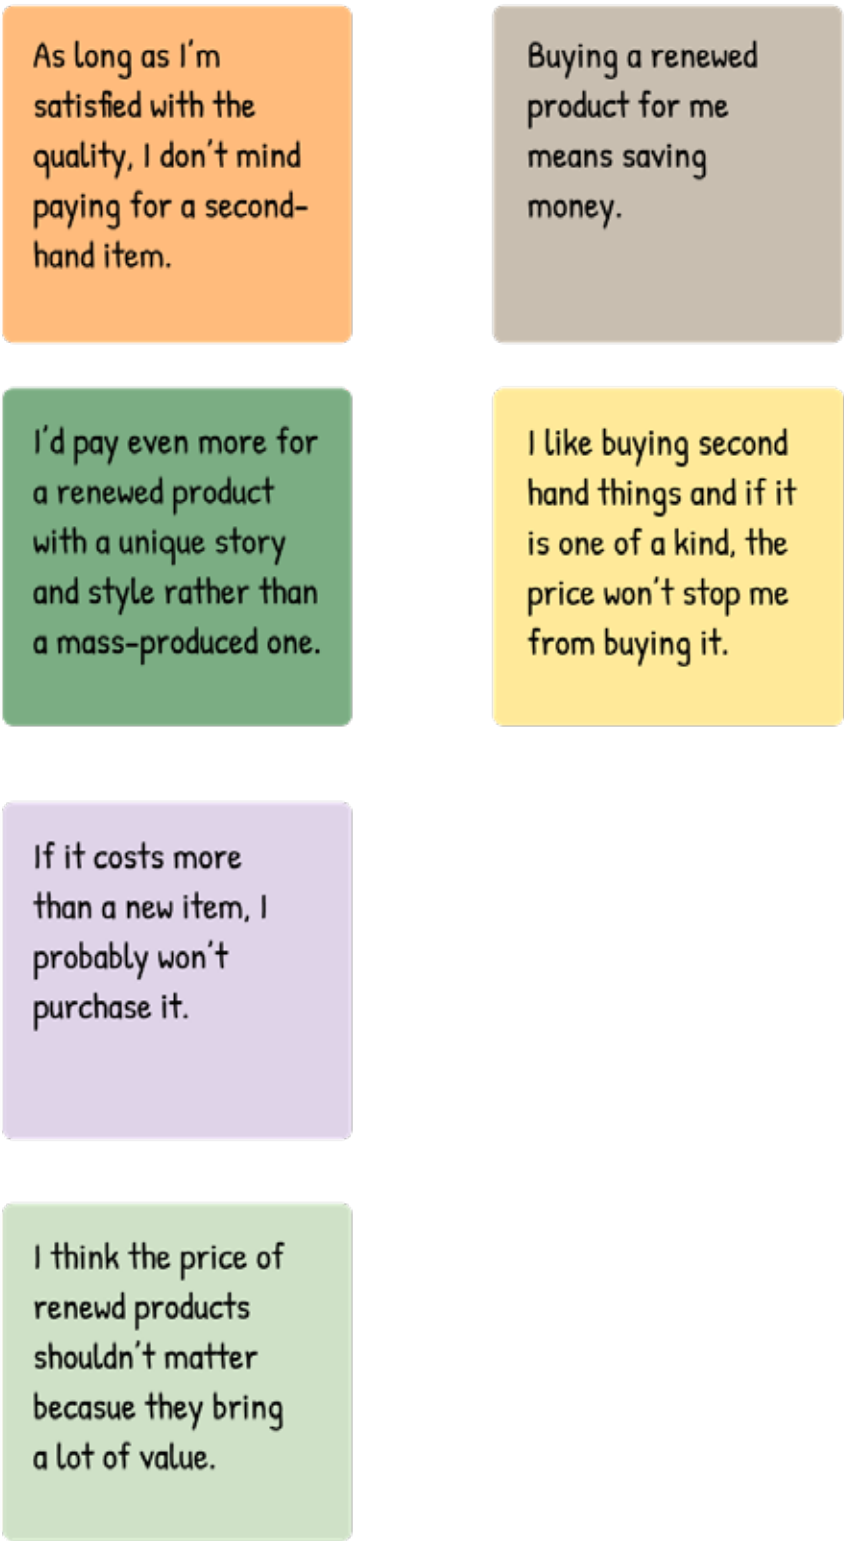 As long as I'm
satisfied with the
quality, I don't mind
paying for a second-
hand item.
Buying a renewed
product for me
means saving
money.
I'd pay even more for
a renewed product
with a unique story
and style rather than
a mass-produced one.
I like buying second
hand things and if it
is one of a kind, the
price won't stop me
from buying it.
If it costs more
than a new item, I
probably won't
purchase it.
I think the price of
renewd products
shouldn't matter
becasue they bring
a lot of value.